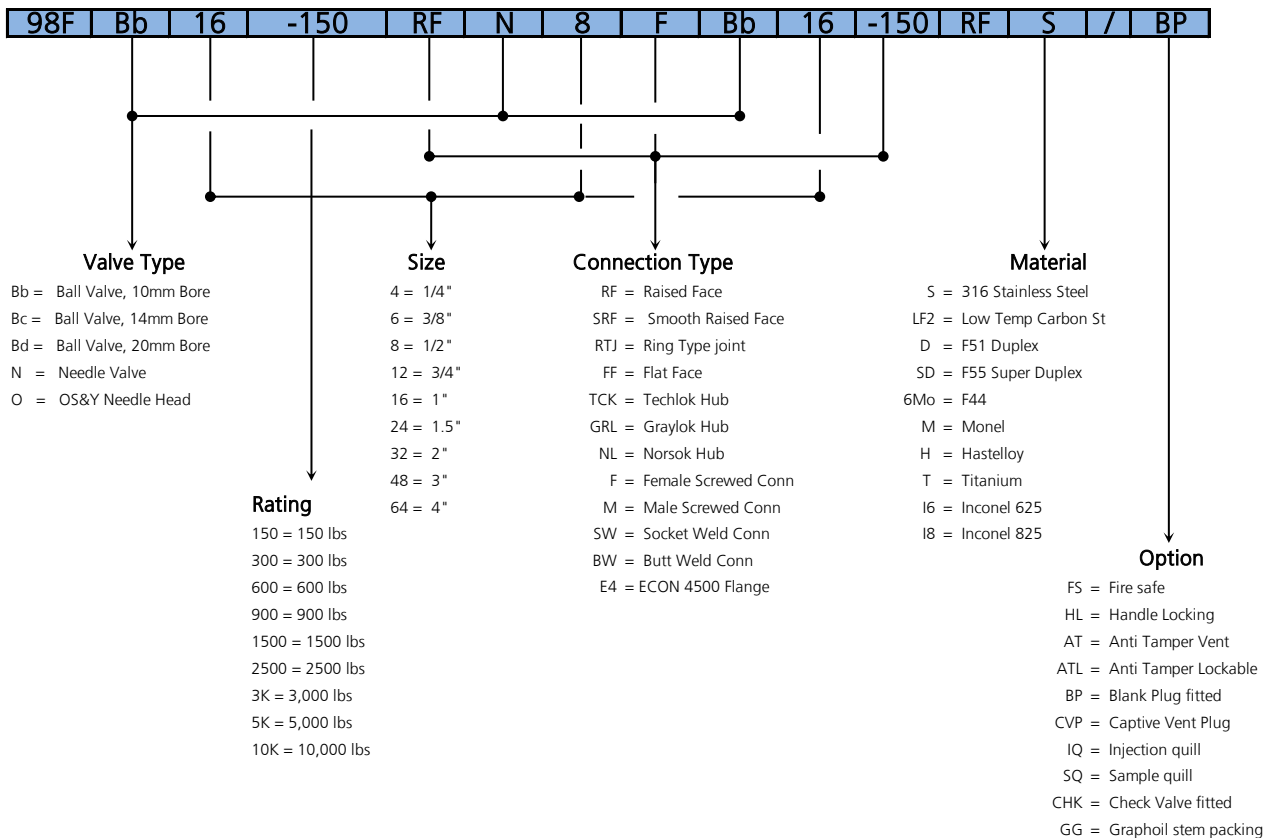 98F Bb 16 -150 RF N 8 F Bb 16 -150 RF S / BP
Valve Type
Bb = Ball Valve, 10mm Bore
Bc = Ball Valve, 14mm Bore
Bd = Ball Valve, 20mm Bore
N = Needle Valve
O = OS&Y Needle Head
Rating
150 = 150 lbs
300 = 300 lbs
600 = 600 lbs
900 = 900 lbs
1500 = 1500 lbs
2500 = 2500 lbs
3K = 3,000 lbs
5K = 5,000 lbs
10K = 10,000 lbs
Size
4 = 1/4"
6 = 3/8"
8 = 1/2"
12 = 3/4"
16 = 1"
24 = 1.5"
32 = 2"
48 = 3"
64 = 4"
Connection Type
RF = Raised Face
SRF = Smooth Raised Face
RTJ = Ring Type joint
FF = Flat Face
TCK = Techlok Hub
GRL = Graylok Hub
NL = Norsok Hub
F = Female Screwed Conn
M = Male Screwed Conn
SW = Socket Weld Conn
BW = Butt Weld Conn
E4 = ECON 4500 Flange
Material
S = 316 Stainless Steel
LF2 = Low Temp Carbon St
D = F51 Duplex
SD = F55 Super Duplex
6Mo = F44
M = Monel
H = Hastelloy
T = Titanium
I6 = Inconel 625
I8 = Inconel 825
Option
FS = Fire safe
HL = Handle Locking
AT = Anti Tamper Vent
ATL = Anti Tamper Lockable
BP = Blank Plug fitted
CVP = Captive Vent Plug
IQ = Injection quill
SQ = Sample quill
CHK = Check Valve fitted
GG = Graphoil stem packing